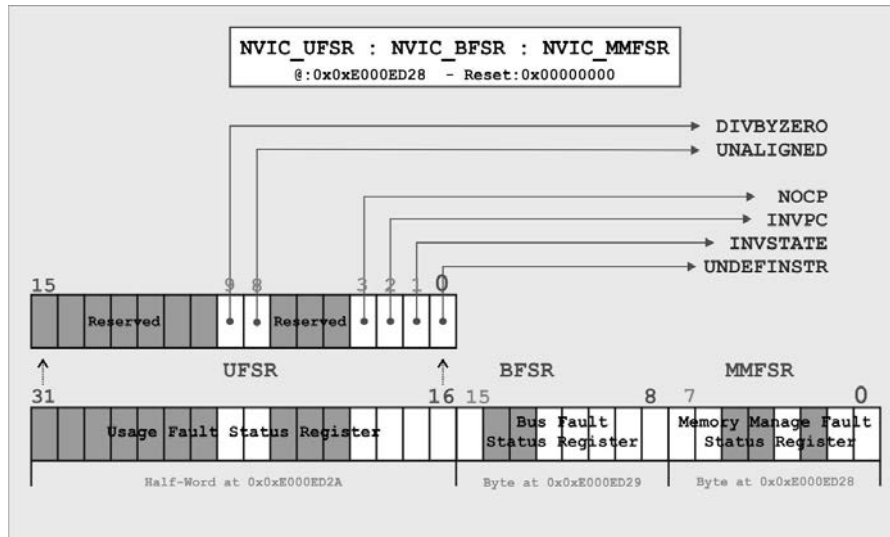 NVIC_UFSR : NVIC_BFSR : NVIC_MMFSR
@:0x0xE000ED28 - Reset:0x00000000
DIVBYZERO
UNALIGNED
NOCP
INVPC
INVSTATE
UNDEFINSTR
15 9 8 3 2 1 0
Reserved Reserved
UFSR BFSR MMFSR
31 16 15 8 7 0
Usage Fault Status Register
Bus Fault Status Register
Memory Manage Fault Status Register
Half-Word at 0x0xE000ED2A Byte at 0x0xE000ED29 Byte at 0x0xE000ED28